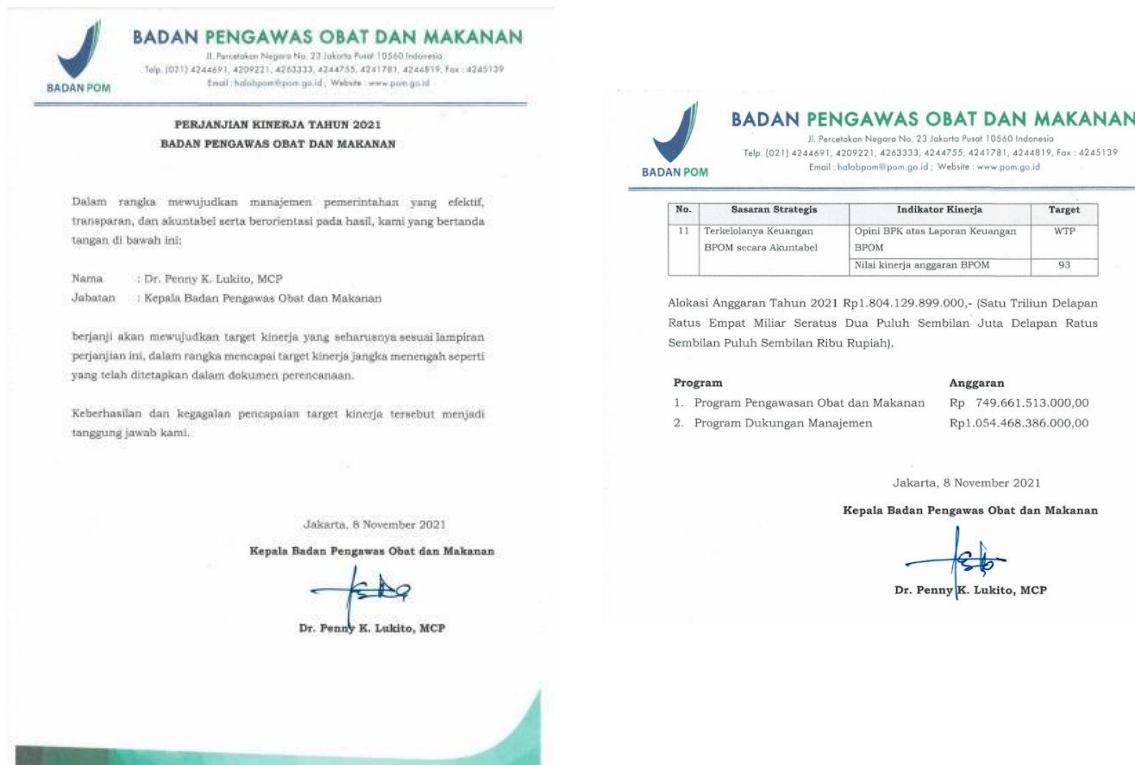 BADAN PENGAWAS OBAT DAN MAKANAN
Jl. Percetakan Negara No. 23 Jakarta Pusat 10560 Indonesia
Telp. (021) 4244691, 4209221, 4263333, 4244755, 4241781, 4244819, Fax : 4245139
Email : halobpom@pom.go.id ; Website : www.pom.go.id
BADAN POM
PERJANJIAN KINERJA TAHUN 2021
BADAN PENGAWAS OBAT DAN MAKANAN
Dalam rangka mewujudkan manajemen pemerintahan yang efektif,
transparan, dan akuntabel serta berorientasi pada hasil, kami yang bertanda
tangan di bawah ini:
Nama : Dr. Penny K. Lukito, MCP
Jabatan : Kepala Badan Pengawas Obat dan Makanan
berjanji akan mewujudkan target kinerja yang seharusnya sesuai lampiran
perjanjian ini, dalam rangka mencapai target kinerja jangka menengah seperti
yang telah ditetapkan dalam dokumen perencanaan.
Keberhasilan dan kegagalan pencapaian target kinerja tersebut menjadi
tanggung jawab kami.
Jakarta, 8 November 2021
Kepala Badan Pengawas Obat dan Makanan
Dr. Penny K. Lukito, MCP
BADAN PENGAWAS OBAT DAN MAKANAN
Jl. Percetakan Negara No. 23 Jakarta Pusat 10560 Indonesia
Telp. (021) 4244691, 4209221, 4263333, 4244755, 4241781, 4244819, Fax : 4245139
Email : halobpom@pom.go.id ; Website : www.pom.go.id
BADAN POM
No. Sasaran Strategis Indikator Kinerja Target
11 Terkelolanya Keuangan Opini BPK atas Laporan Keuangan WTP
BPOM secara Akuntabel BPOM
Nilai kinerja anggaran BPOM 93
Alokasi Anggaran Tahun 2021 Rp1.804.129.899.000,- (Satu Triliun Delapan
Ratus Empat Miliar Seratus Dua Puluh Sembilan Juta Delapan Ratus
Sembilan Puluh Sembilan Ribu Rupiah).
Program Anggaran
1. Program Pengawasan Obat dan Makanan Rp 749.661.513.000,00
2. Program Dukungan Manajemen Rp1.054.468.386.000,00
Jakarta, 8 November 2021
Kepala Badan Pengawas Obat dan Makanan
Dr. Penny K. Lukito, MCP